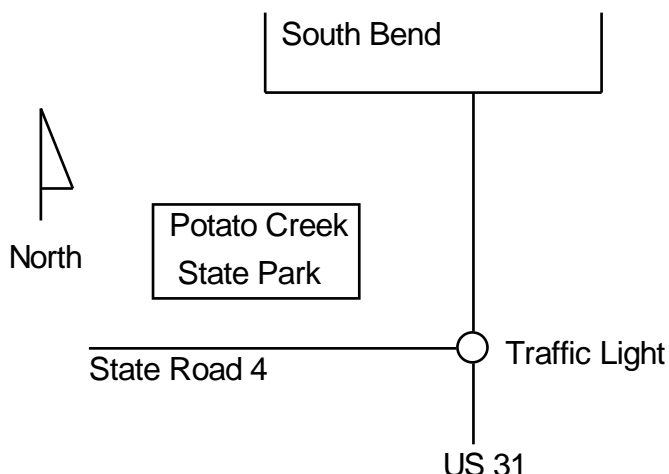 South Bend
North
Potato Creek
State Park
State Road 4
Traffic Light
US 31